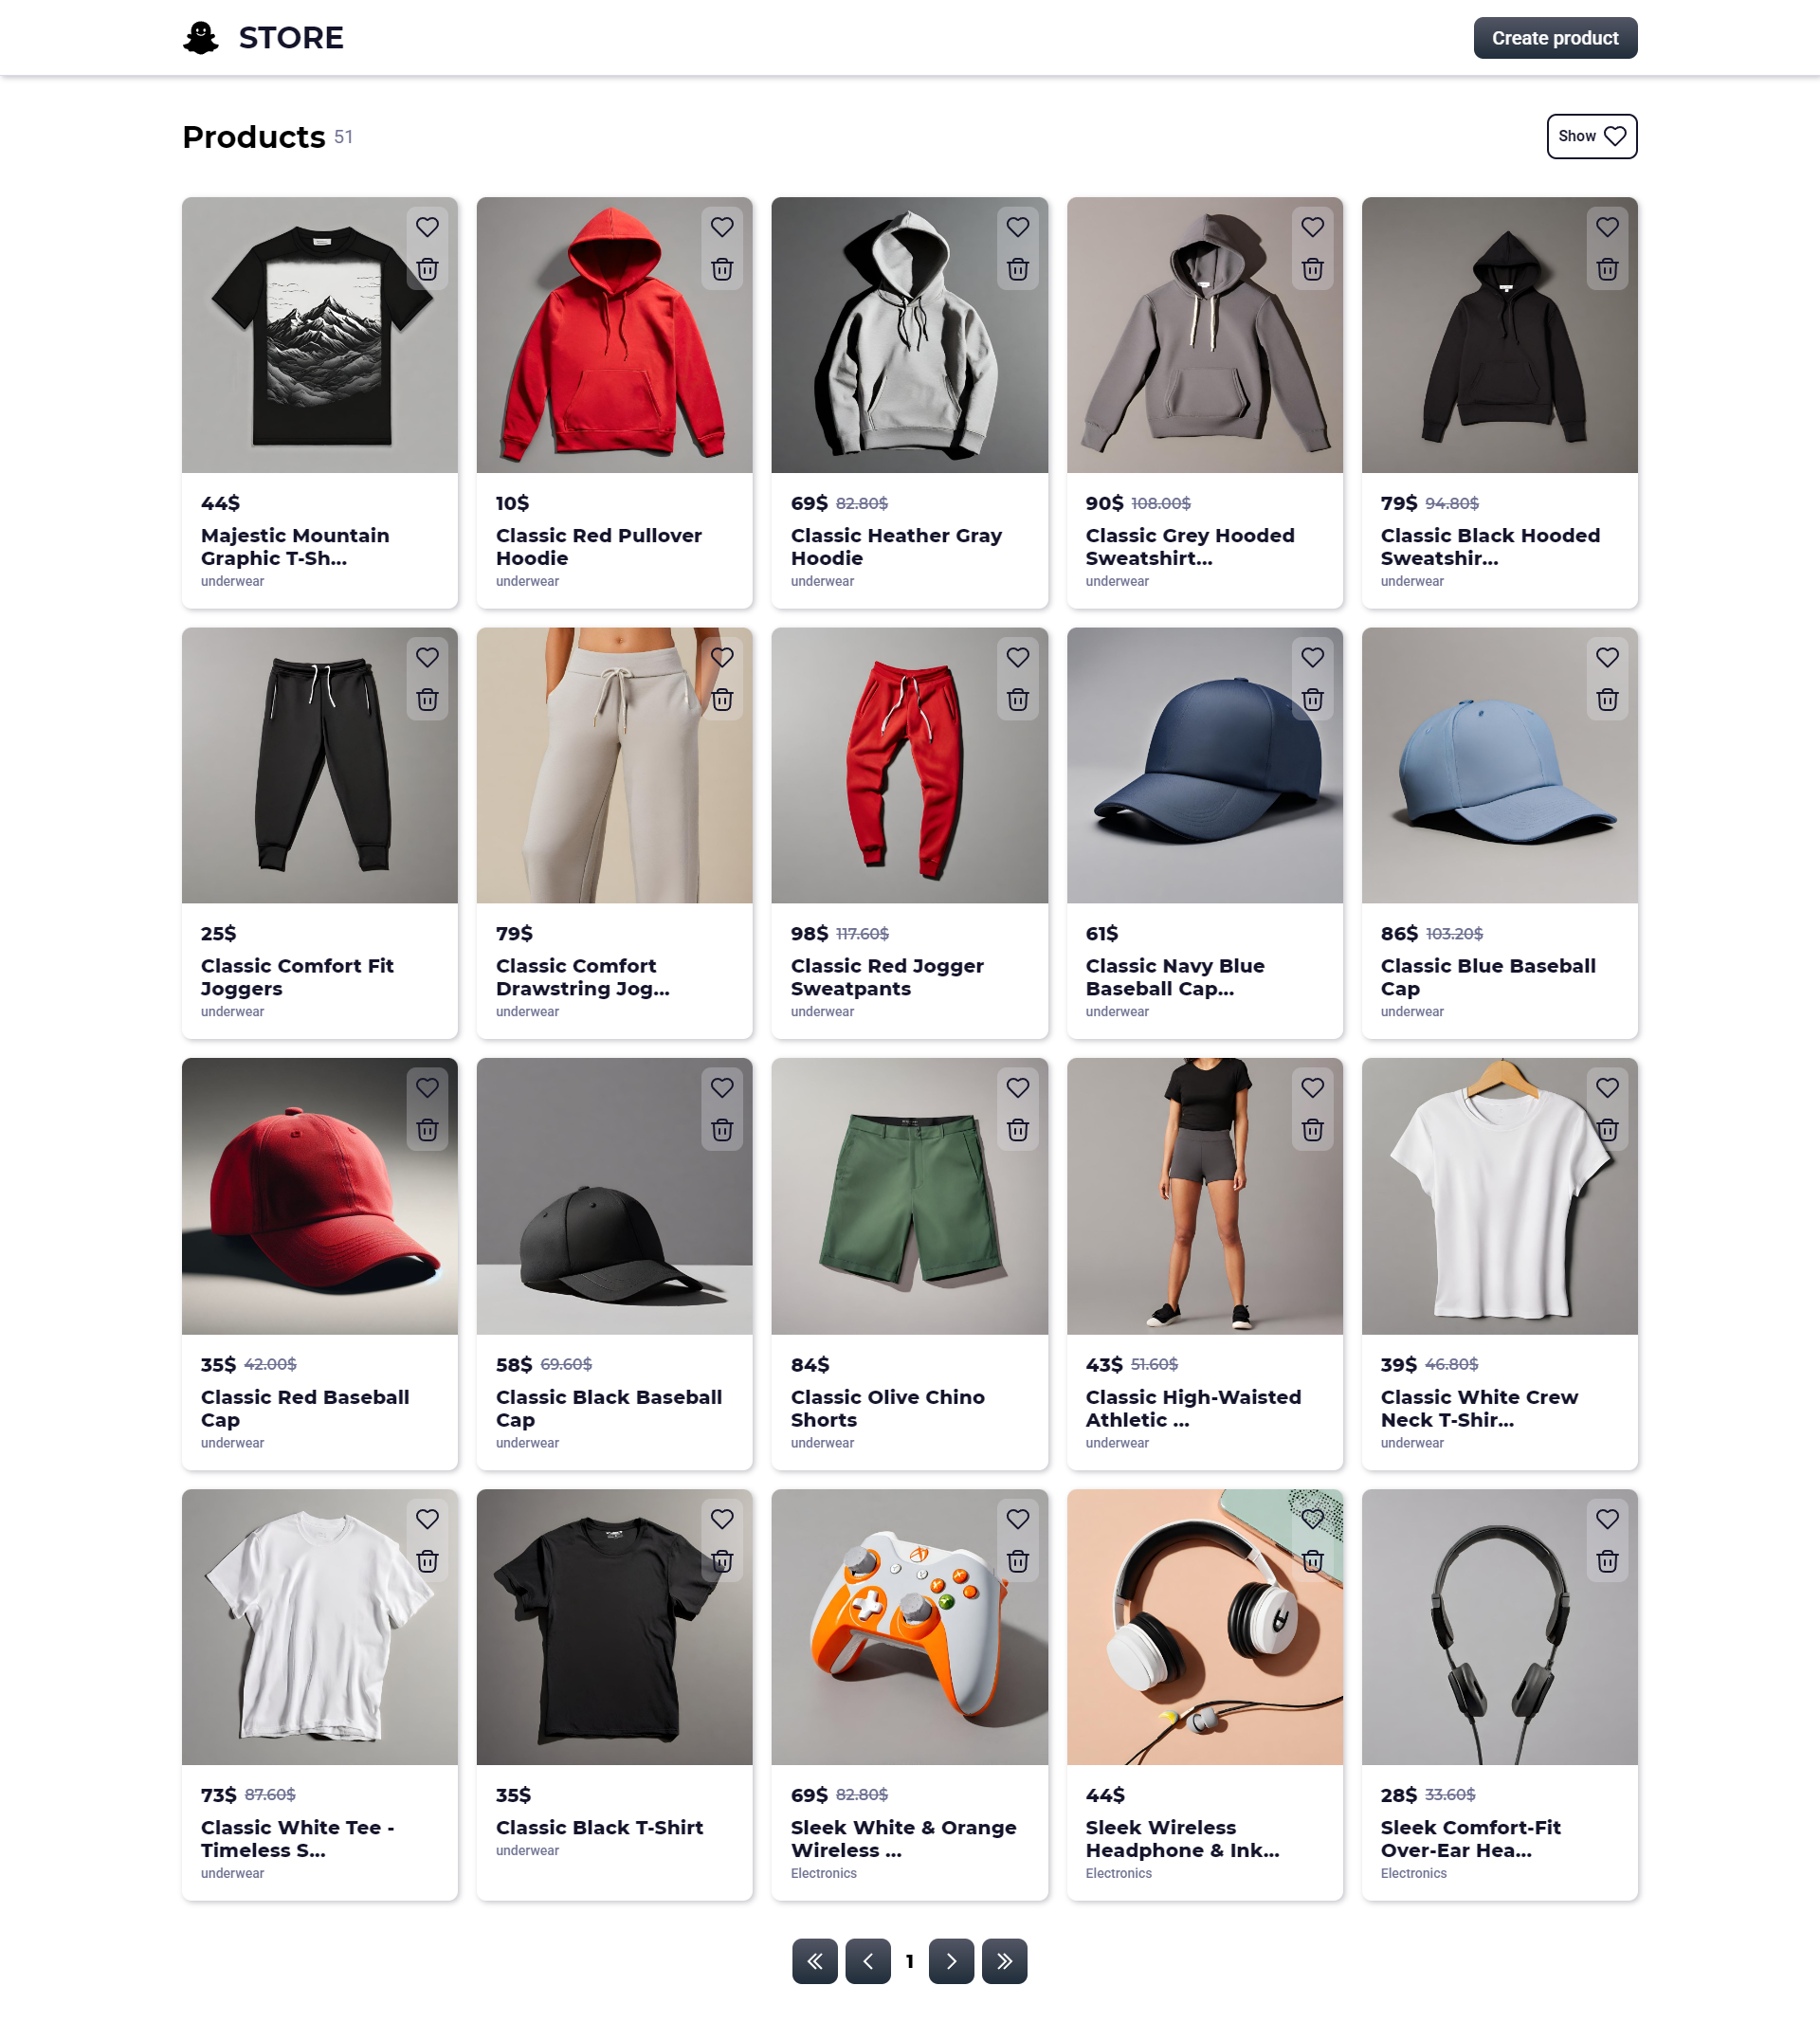 STORE
Create product
Products 51
Show
44$
Majestic Mountain
Graphic T-Sh...
underwear
10$
Classic Red Pullover
Hoodie
underwear
69$ 82.80$
Classic Heather Gray
Hoodie
underwear
90$ 108.00$
Classic Grey Hooded
Sweatshirt...
underwear
79$ 94.80$
Classic Black Hooded
Sweatshir...
underwear
25$
Classic Comfort Fit
Joggers
underwear
79$
Classic Comfort
Drawstring Jog...
underwear
98$ 117.60$
Classic Red Jogger
Sweatpants
underwear
61$
Classic Navy Blue
Baseball Cap...
underwear
86$ 103.20$
Classic Blue Baseball
Cap
underwear
35$ 42.00$
Classic Red Baseball
Cap
underwear
58$ 69.60$
Classic Black Baseball
Cap
underwear
84$
Classic Olive Chino
Shorts
underwear
43$ 51.60$
Classic High-Waisted
Athletic ...
underwear
39$ 46.80$
Classic White Crew
Neck T-Shir...
underwear
73$ 87.60$
Classic White Tee -
Timeless S...
underwear
35$
Classic Black T-Shirt
underwear
69$ 82.80$
Sleek White & Orange
Wireless ...
Electronics
44$
Sleek Wireless
Headphone & Ink...
Electronics
28$ 33.60$
Sleek Comfort-Fit
Over-Ear Hea...
Electronics
1